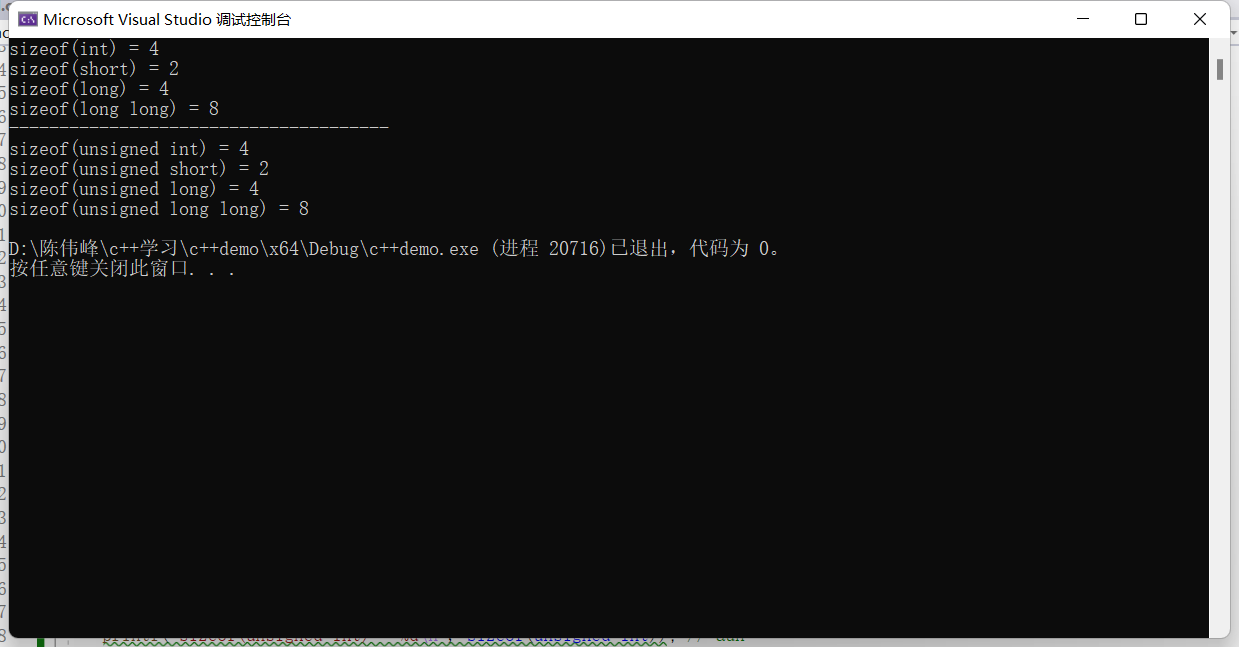 Microsoft Visual Studio 调试控制台
sizeof(int) = 4
sizeof(short) = 2
sizeof(long) = 4
sizeof(long long) = 8
--------------------------------------
sizeof(unsigned int) = 4
sizeof(unsigned short) = 2
sizeof(unsigned long) = 4
sizeof(unsigned long long) = 8
D:\陈伟峰\c++学习\c++demo\x64\Debug\c++demo.exe (进程 20716)已退出，代码为 0。
按任意键关闭此窗口. . .